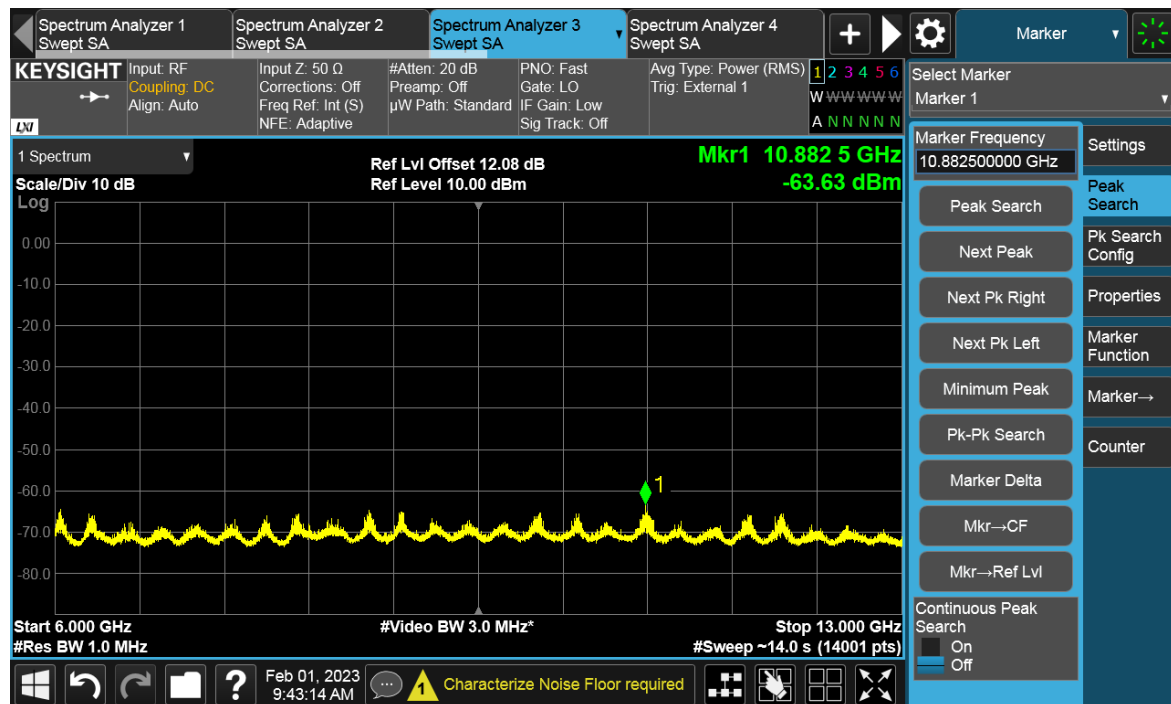 Spectrum Analyzer 1
Swept SA
Spectrum Analyzer 2
Swept SA
Spectrum Analyzer 3
Swept SA
Spectrum Analyzer 4
Swept SA
+
Marker
KEYSIGHT
LXI
Input: RF
Coupling: DC
Align: Auto
Input Z: 50 Ω
Corrections: Off
Freq Ref: Int (S)
NFE: Adaptive
#Atten: 20 dB
Preamp: Off
µW Path: Standard
PNO: Fast
Gate: LO
IF Gain: Low
Sig Track: Off
Avg Type: Power (RMS)
Trig: External 1
1 2 3 4 5 6
W W W W W W
A N N N N N
Select Marker
Marker 1
1 Spectrum
Scale/Div 10 dB
Log
Ref Lvl Offset 12.08 dB
Ref Level 10.00 dBm
Mkr1 10.882 5 GHz
-63.63 dBm
0.00
-10.0
-20.0
-30.0
-40.0
-50.0
-60.0
-70.0
-80.0
1
Start 6.000 GHz
#Res BW 1.0 MHz
#Video BW 3.0 MHz*
Stop 13.000 GHz
#Sweep ~14.0 s (14001 pts)
Marker Frequency
10.882500000 GHz
Peak Search
Next Peak
Next Pk Right
Next Pk Left
Minimum Peak
Pk-Pk Search
Marker Delta
Mkr→CF
Mkr→Ref Lvl
Continuous Peak
Search
On
Off
Settings
Peak
Search
Pk Search
Config
Properties
Marker
Function
Marker→
Counter
?
Feb 01, 2023
9:43:14 AM
1
Characterize Noise Floor required